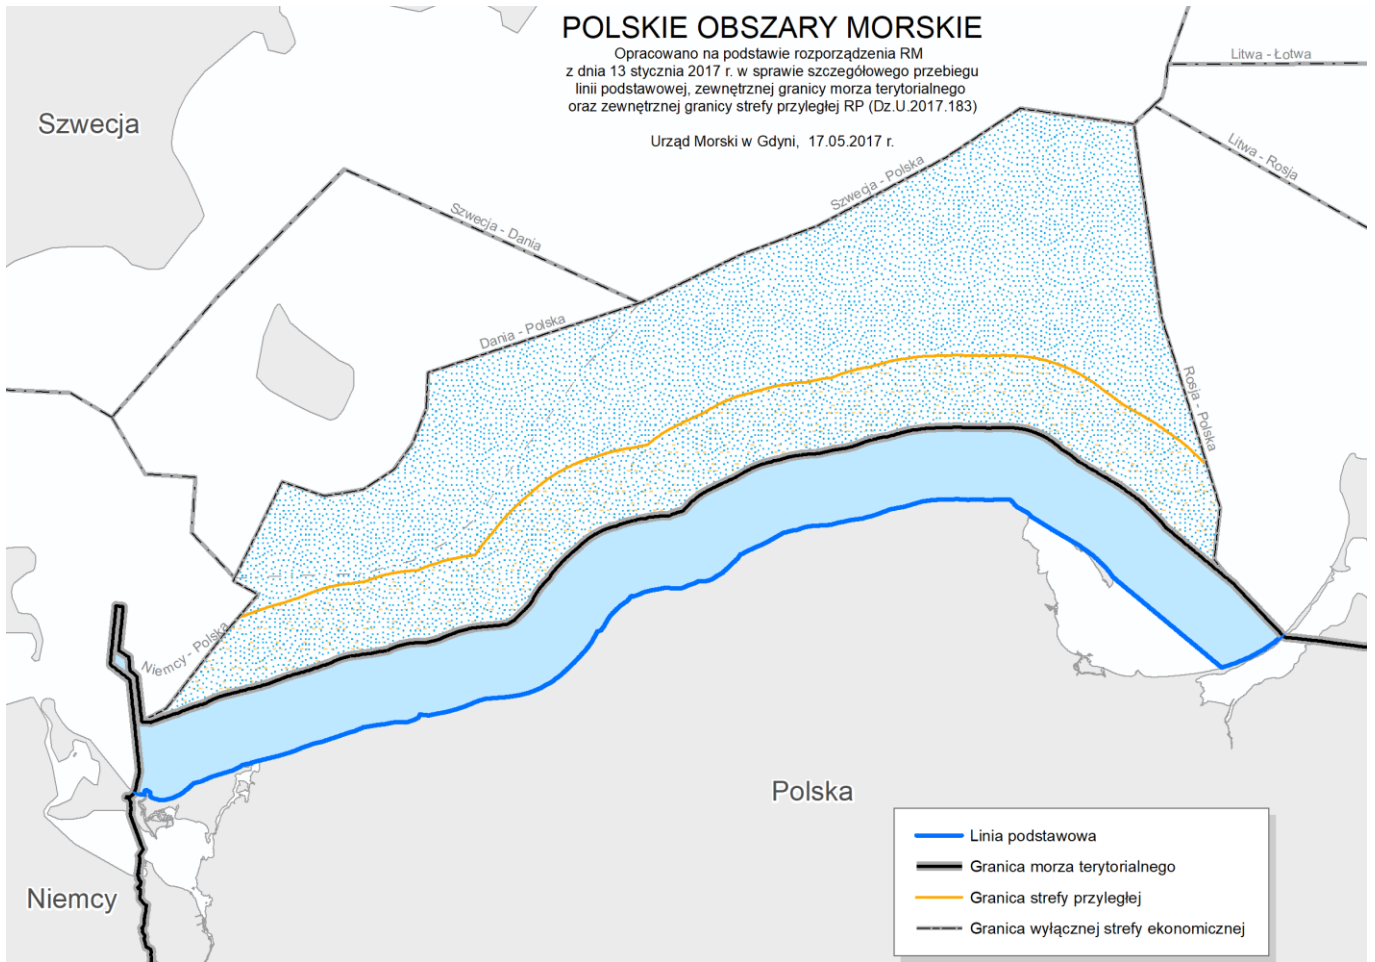 POLSKIE OBSZARY MORSKIE
Opracowano na podstawie rozporządzenia RM
z dnia 13 stycznia 2017 r. w sprawie szczegółowego przebiegu
linii podstawowej, zewnętrznej granicy morza terytorialnego
oraz zewnętrznej granicy strefy przyległej RP (Dz.U.2017.183)
Urząd Morski w Gdyni, 17.05.2017 r.
Litwa - Łotwa
Szwecja
Litwa - Rosja
Szwecja - Polska
Szwecja - Dania
Dania - Polska
Rosja - Polska
Niemcy - Polska
Polska
Niemcy
Linia podstawowa
Granica morza terytorialnego
Granica strefy przyległej
Granica wyłącznej strefy ekonomicznej